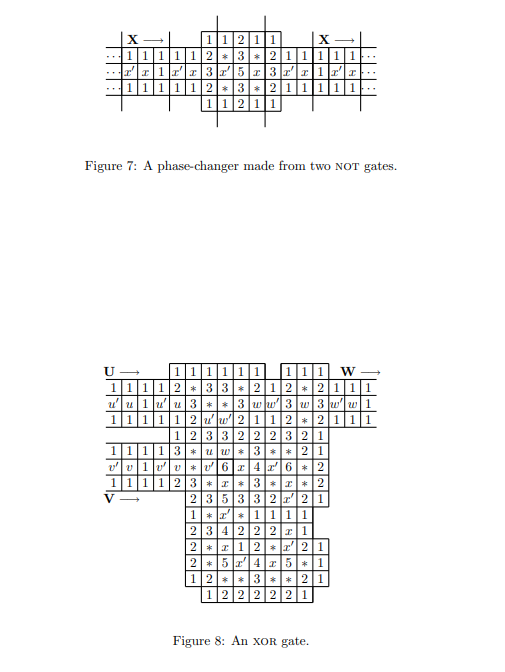 X ⟶ 1 1 2 1 1 X ⟶
··· 1 1 1 1 1 2 * 3 * 2 1 1 1 1 1 ···
··· x′ x 1 x′ x 3 x′ 5 x 3 x′ x 1 x′ x ···
··· 1 1 1 1 1 2 * 3 * 2 1 1 1 1 1 ···
1 1 2 1 1
Figure 7: A phase-changer made from two NOT gates.
U ⟶ 1 1 1 1 1 1 1 1 1 W ⟶
1 1 1 1 2 * 3 3 * 2 1 2 * 2 1 1 1
u′ u 1 u′ u 3 * * 3 w w′ 3 w 3 w′ w 1
1 1 1 1 1 2 u′ w′ 2 1 1 2 * 2 1 1 1
1 2 3 3 2 2 2 3 2 1
1 1 1 1 3 * u w * 3 * * 2 1
v′ v 1 v′ v * v′ 6 x 4 x′ 6 * 2
1 1 1 1 2 3 * x * 3 * x * 2
V ⟶ 2 3 5 3 3 2 x′ 2 1
1 * x′ * 1 1 1 1
2 3 4 2 2 2 x 1
2 * x 1 2 * x′ 2 1
2 * 5 x′ 4 x 5 * 1
1 2 * * 3 * * 2 1
1 2 2 2 2 2 1
Figure 8: An XOR gate.